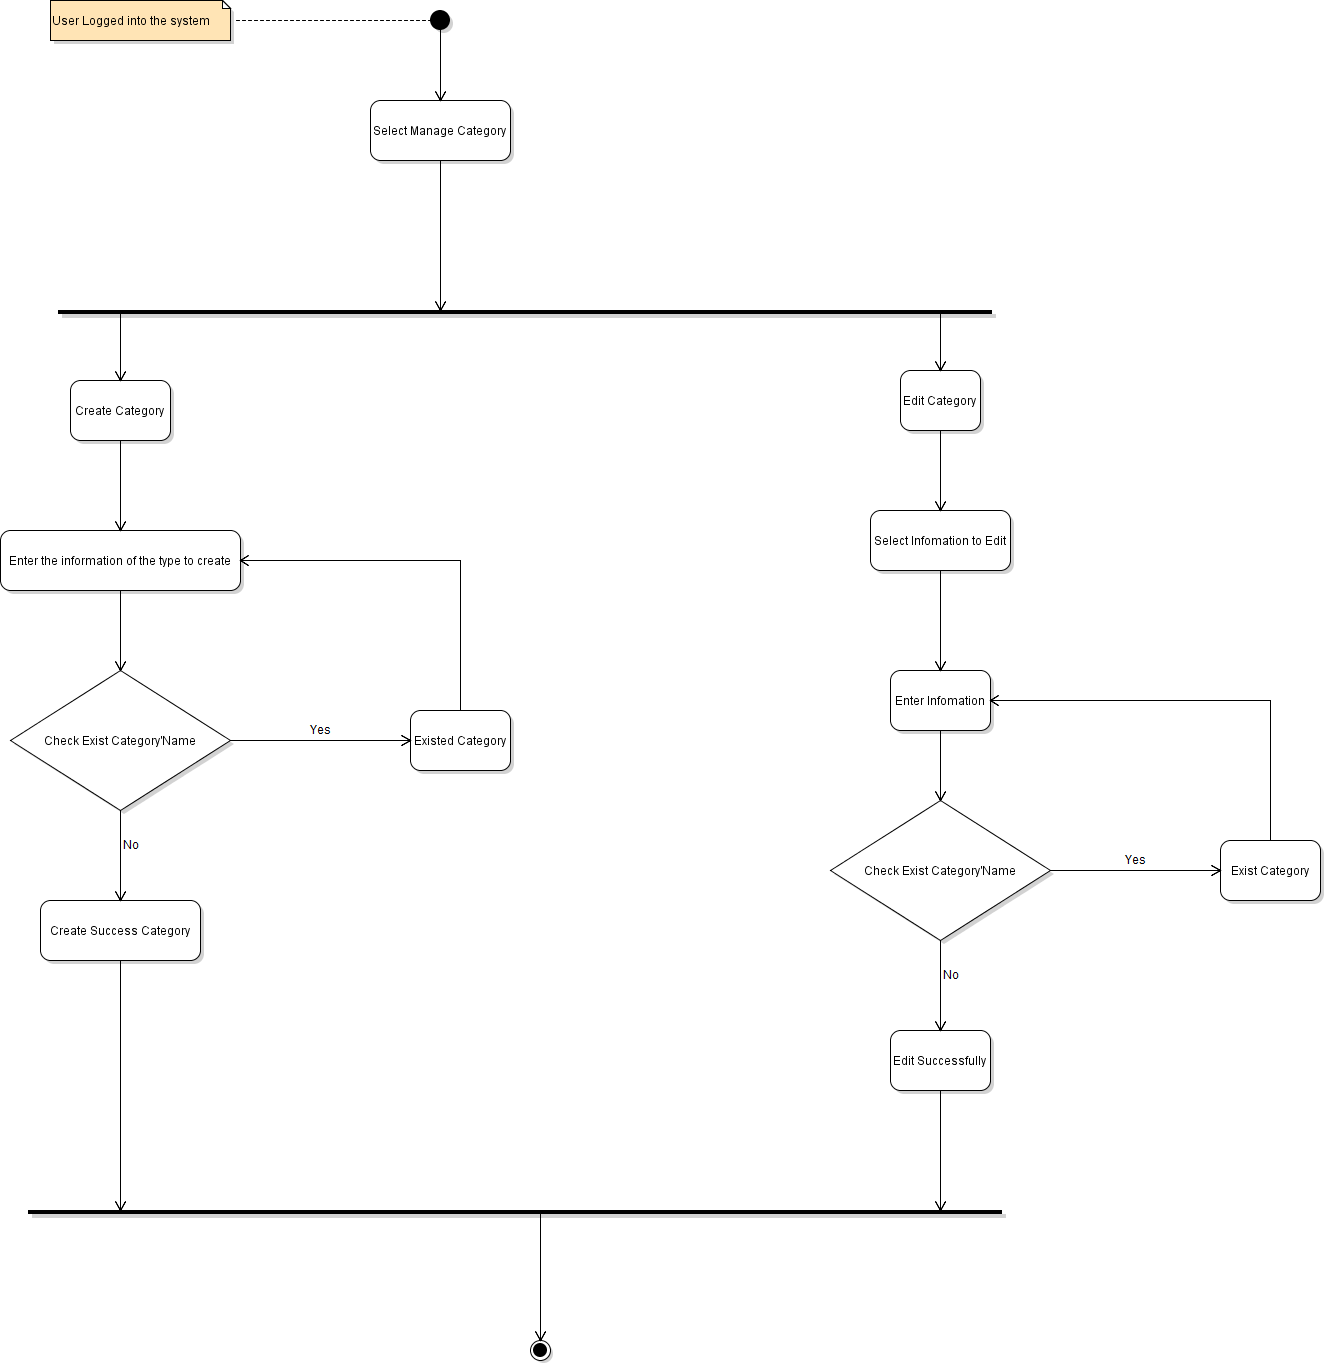 User Logged into the system
Select Manage Category
Create Category
Edit Category
Enter the information of the type to create
Select Infomation to Edit
Enter Infomation
Check Exist Category'Name
Yes
Existed Category
No
Create Success Category
Check Exist Category'Name
Yes
Exist Category
No
Edit Successfully